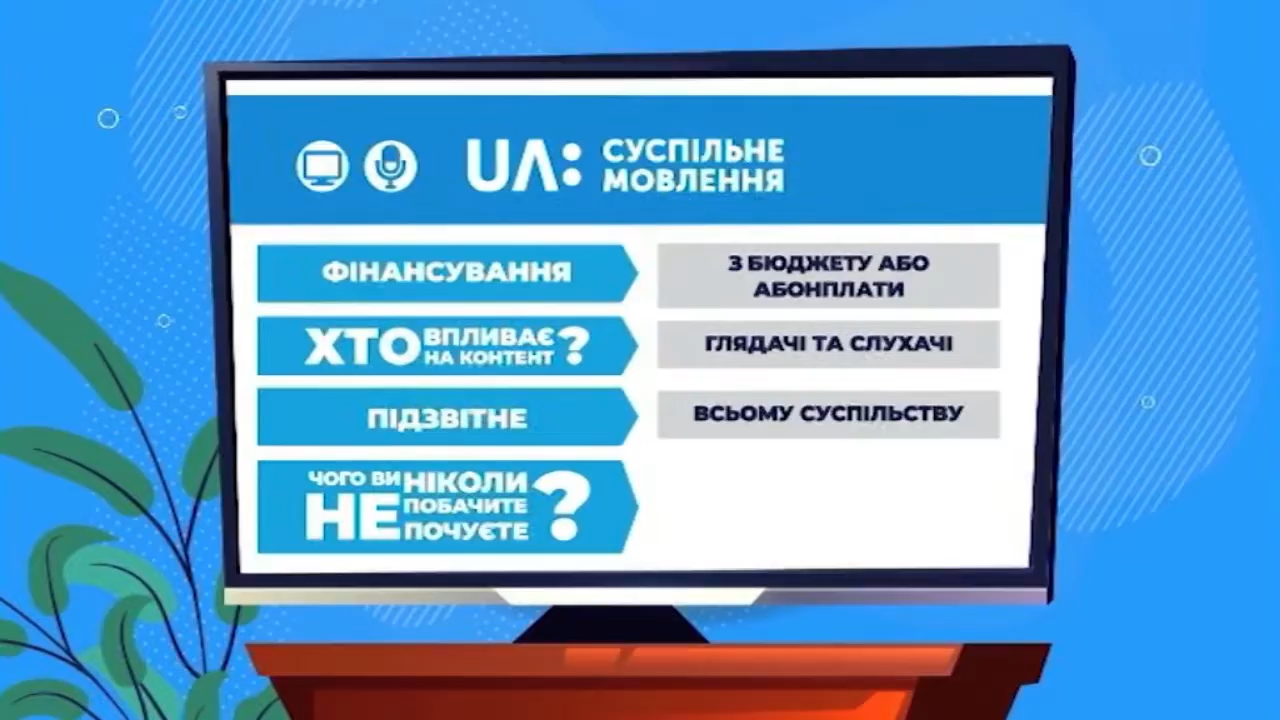 UA: СУСПІЛЬНЕ
МОВЛЕННЯ
ФІНАНСУВАННЯ
З БЮДЖЕТУ АБО
АБОНПЛАТИ
ХТО ВПЛИВАЄ
НА КОНТЕНТ?
ГЛЯДАЧІ ТА СЛУХАЧІ
ПІДЗВІТНЕ
ВСЬОМУ СУСПІЛЬСТВУ
ЧОГО ВИ НІКОЛИ
НЕ ПОБАЧИТЕ
ПОЧУЄТЕ?